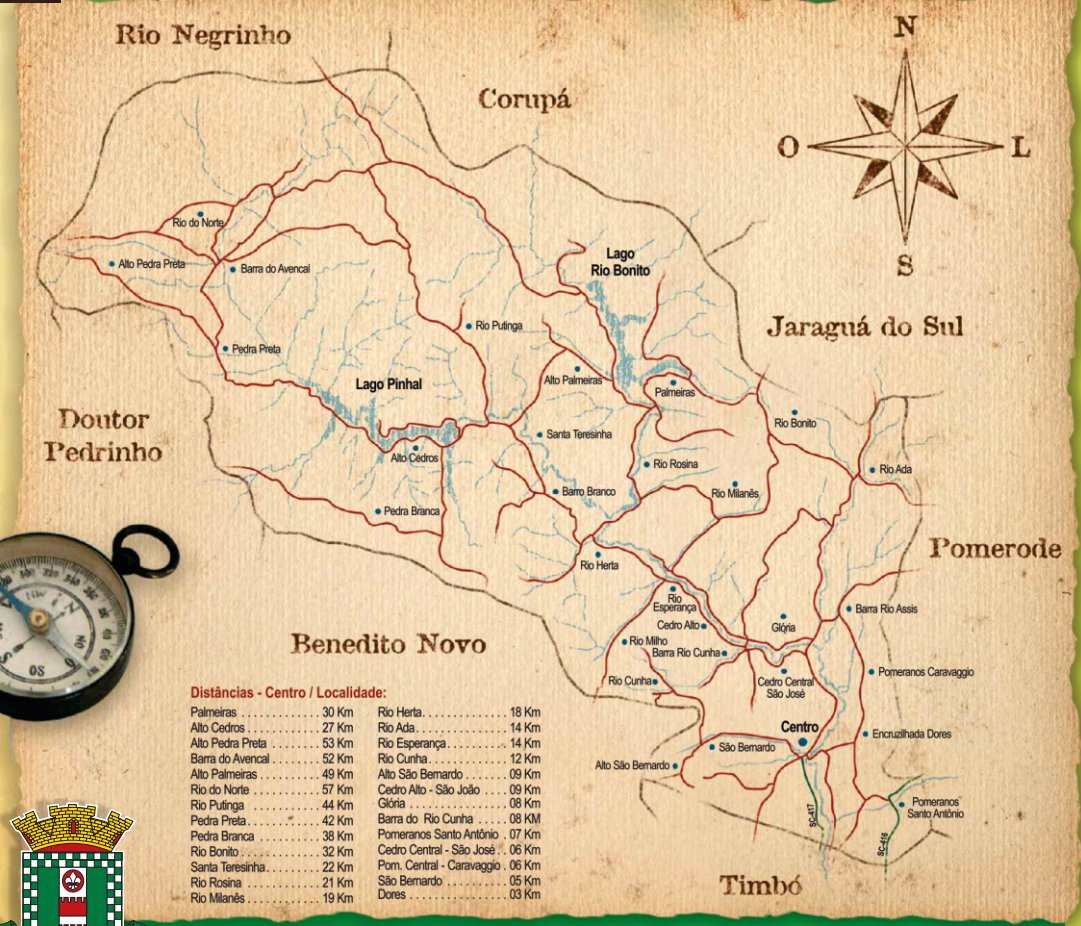 Rio Negrinho
N
Corupá
O
L
Rio do Norte
Lago
Rio Bonito
S
Alto Pedra Preta
Barra do Avencal
Rio Putinga
Jaraguá do Sul
Pedra Preta
Lago Pinhal
Alto Palmeiras
Palmeiras
Doutor
Pedrinho
Rio Bonito
Santa Teresinha
Alto Cedros
Rio Rosina
Rio Ada
Barro Branco
Rio Milanês
Pedra Branca
Pomerode
Rio Herta
Rio
Esperança
Barra Rio Assis
Cedro Alto
Glória
Rio Milho
Barra Rio Cunha
Benedito Novo
Pomeranos Caravaggio
Rio Cunha
Cedro Central
São José
Centro
Encruzilhada Dores
São Bernardo
Alto São Bernardo
Pomeranos
Santo Antônio
SC-417
SC-416
Timbó
Distâncias - Centro / Localidade:
Palmeiras . . . . . . . . . . . . 30 Km
Alto Cedros . . . . . . . . . . . 27 Km
Alto Pedra Preta . . . . . . . 53 Km
Barra do Avencal . . . . . . . 52 Km
Alto Palmeiras . . . . . . . . . 49 Km
Rio do Norte . . . . . . . . . . 57 Km
Rio Putinga . . . . . . . . . . . 44 Km
Pedra Preta . . . . . . . . . . . 42 Km
Pedra Branca . . . . . . . . . . 38 Km
Rio Bonito . . . . . . . . . . . . 32 Km
Santa Teresinha . . . . . . . . 22 Km
Rio Rosina . . . . . . . . . . . . 21 Km
Rio Milanês . . . . . . . . . . . 19 Km
Rio Herta . . . . . . . . . . . . . 18 Km
Rio Ada . . . . . . . . . . . . . . 14 Km
Rio Esperança . . . . . . . . . 14 Km
Rio Cunha . . . . . . . . . . . . 12 Km
Alto São Bernardo . . . . . . 09 Km
Cedro Alto - São João . . . 09 Km
Glória . . . . . . . . . . . . . . . 08 Km
Barra do Rio Cunha . . . . . 08 KM
Pomeranos Santo Antônio . 07 Km
Cedro Central - São José . . 06 Km
Pom. Central - Caravaggio . 06 Km
São Bernardo . . . . . . . . . 05 Km
Dores . . . . . . . . . . . . . . . 03 Km